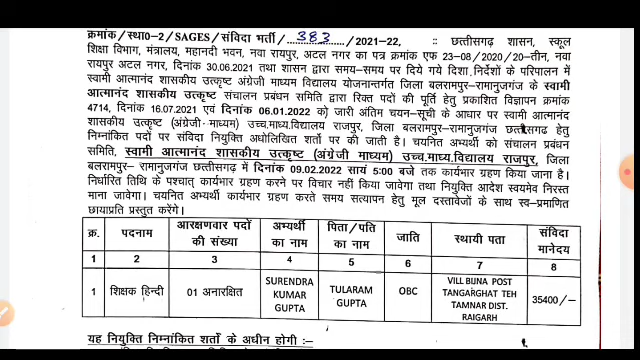 क्रमांक/स्था0-2/SAGES/संविदा भर्ती/ 383 /2021-22 :: छत्तीसगढ़ शासन, स्कूल
शिक्षा विभाग, मंत्रालय, महानदी भवन, नवा रायपुर, अटल नगर का पत्र क्रमांक एफ 23-08/2020/20-तीन, नवा
रायपुर अटल नगर, दिनांक 30.06.2021 तथा शासन द्वारा समय-समय पर दिये गये दिशा निर्देशों के परिपालन में
स्वामी आत्मानंद शासकीय उत्कृष्ट अंग्रेजी माध्यम विद्यालय योजनान्तर्गत जिला बलरामपुर-रामानुजगंज के स्वामी
आत्मानंद शासकीय उत्कृष्ट संचालन प्रबंधन समिति द्वारा रिक्त पदों की पूर्ति हेतु प्रकाशित विज्ञापन क्रमांक
4714, दिनांक 16.07.2021 एवं दिनांक 06.01.2022 को जारी अंतिम चयन-सूची के आधार पर स्वामी आत्मानन्द
शासकीय उत्कृष्ट (अंग्रेजी माध्यम) उच्च.माध्य.विद्यालय राजपुर, जिला बलरामपुर-रामानुजगंज छत्तीसगढ़ हेतु
निम्नांकित पदों पर संविदा नियुक्ति अधोलिखित शर्तों पर की जाती है। चयनित अभ्यर्थी को संचालन प्रबंधन
समिति, स्वामी आत्मानंद शासकीय उत्कृष्ट (अंग्रेजी माध्यम) उच्च.माध्य.विद्यालय राजपुर, जिला
बलरामपुर- रामानुजगंज छत्तीसगढ़ में दिनांक 09.02.2022 सायं 5:00 बजे तक कार्यभार ग्रहण किया जाना है।
निर्धारित तिथि के पश्चात् कार्यभार ग्रहण करने पर विचार नहीं किया जावेगा तथा नियुक्ति आदेश स्वयमेव निरस्त
माना जावेगा। चयनित अभ्यर्थी कार्यभार ग्रहण करते समय सत्यापन हेतु मूल दस्तावेजों के साथ स्व-प्रमाणित
छायाप्रति प्रस्तुत करेंगे।
क्र. पदनाम आरक्षणवार पदों की संख्या अभ्यर्थी का नाम पिता/पति का नाम जाति स्थायी पता संविदा मानेदय
1 2 3 4 5 6 7 8
1 शिक्षक हिन्दी 01 अनारक्षित SURENDRA KUMAR GUPTA TULARAM GUPTA OBC VILL BIJNA POST TANGARGHAT TEH TAMNAR DIST. RAIGARH 35400/-
यह नियुक्ति निम्नांकित शर्तो के अधीन होगी :-